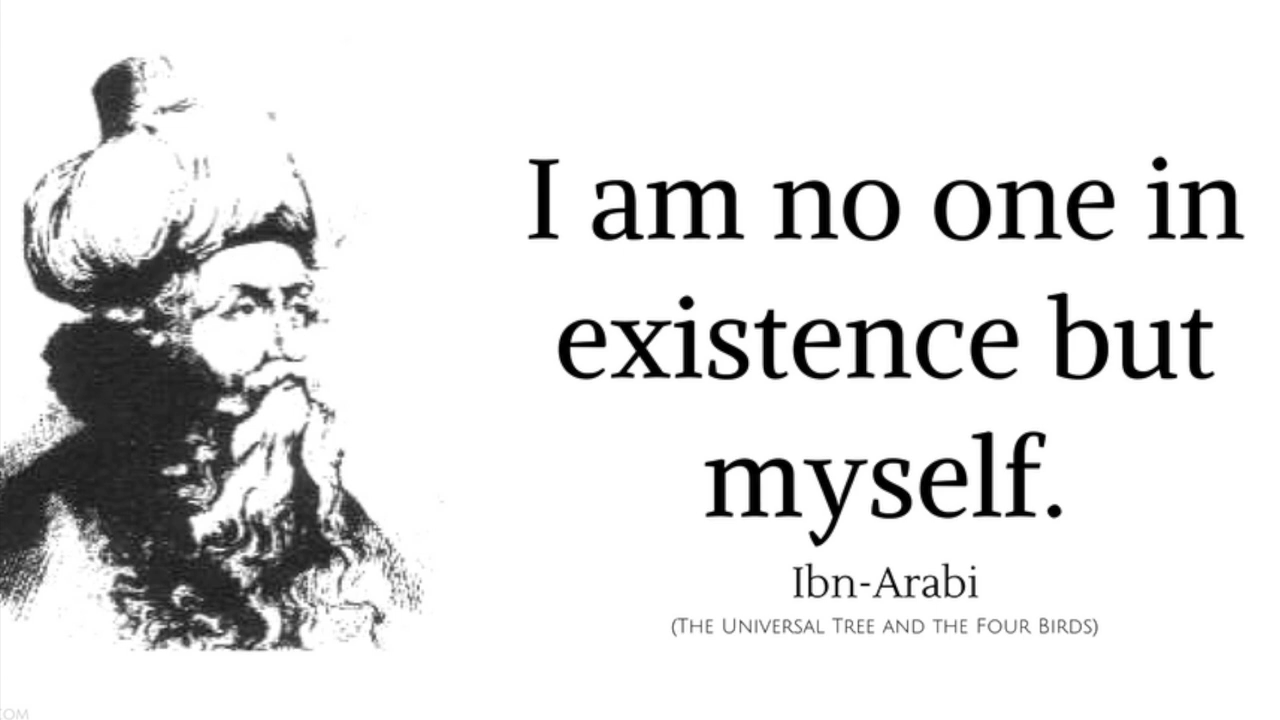 I am no one in
existence but
myself.
Ibn-Arabi
(The Universal Tree and the Four Birds)